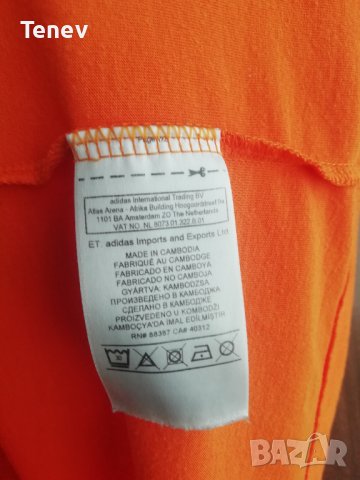 Tenev
adidas International Trading BV
Atlas Arena - Afrika Building Hoogoorddreef 9a
1101 BA Amsterdam ZO The Netherlands
VAT NO. NL 8073.01.322.B.01
ET: adidas Imports and Exports Ltd.
MADE IN CAMBODIA
FABRIQUÉ AU CAMBODGE
FABRICADO EN CAMBOYA
FABRICADO NO CAMBOJA
GYÁRTVA: KAMBODZSA
ПРОИЗВЕДЕНО В КАМБОДЖА
СДЕЛАНО В КАМБОДЖЕ
PROIZVEDENO U KOMBODŽI
KAMBOÇYA'DA İMAL EDİLMİŞTİR
RN# 88387 CA# 40312
BAZAR
bg